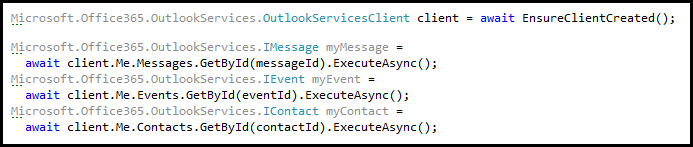 Microsoft.Office365.OutlookServices.OutlookServicesClient client = await EnsureClientCreated();
Microsoft.Office365.OutlookServices.IMessage myMessage =
await client.Me.Messages.GetById(messageId).ExecuteAsync();
Microsoft.Office365.OutlookServices.IEvent myEvent =
await client.Me.Events.GetById(eventId).ExecuteAsync();
Microsoft.Office365.OutlookServices.IContact myContact =
await client.Me.Contacts.GetById(contactId).ExecuteAsync();